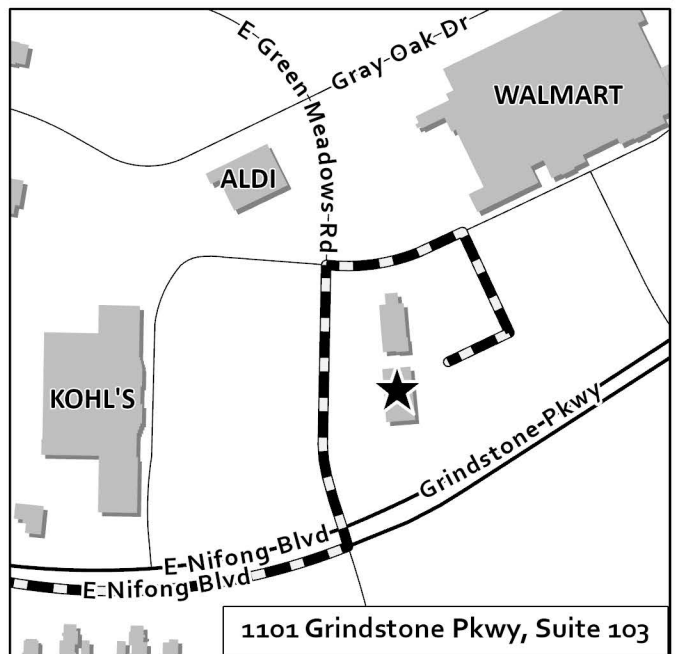 E Green Meadows Rd
Gray Oak Dr
WALMART
ALDI
KOHL'S
Grindstone Pkwy
E Nifong Blvd
E Nifong Blvd
1101 Grindstone Pkwy, Suite 103